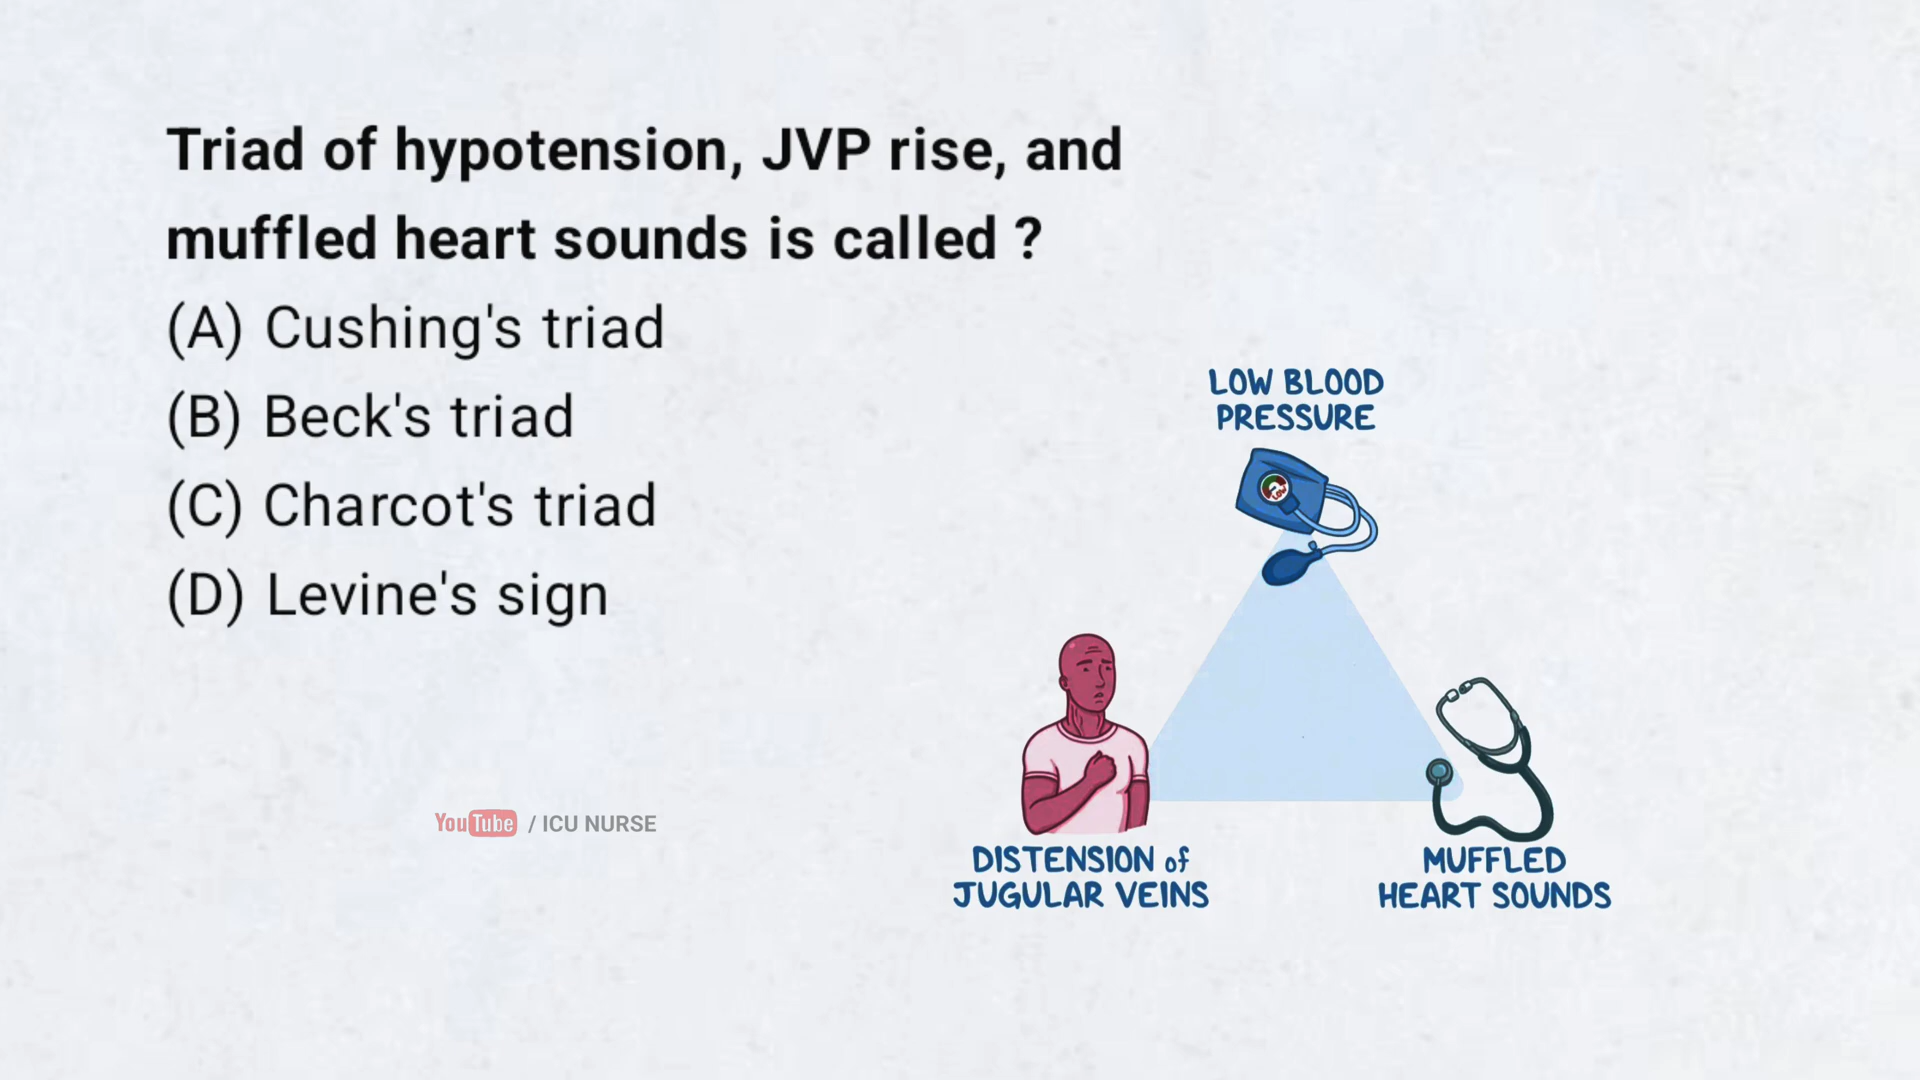 Triad of hypotension, JVP rise, and
muffled heart sounds is called ?
(A) Cushing's triad
(B) Beck's triad
(C) Charcot's triad
(D) Levine's sign
LOW BLOOD
PRESSURE
LOW
DISTENSION of
JUGULAR VEINS
MUFFLED
HEART SOUNDS
YouTube / ICU NURSE